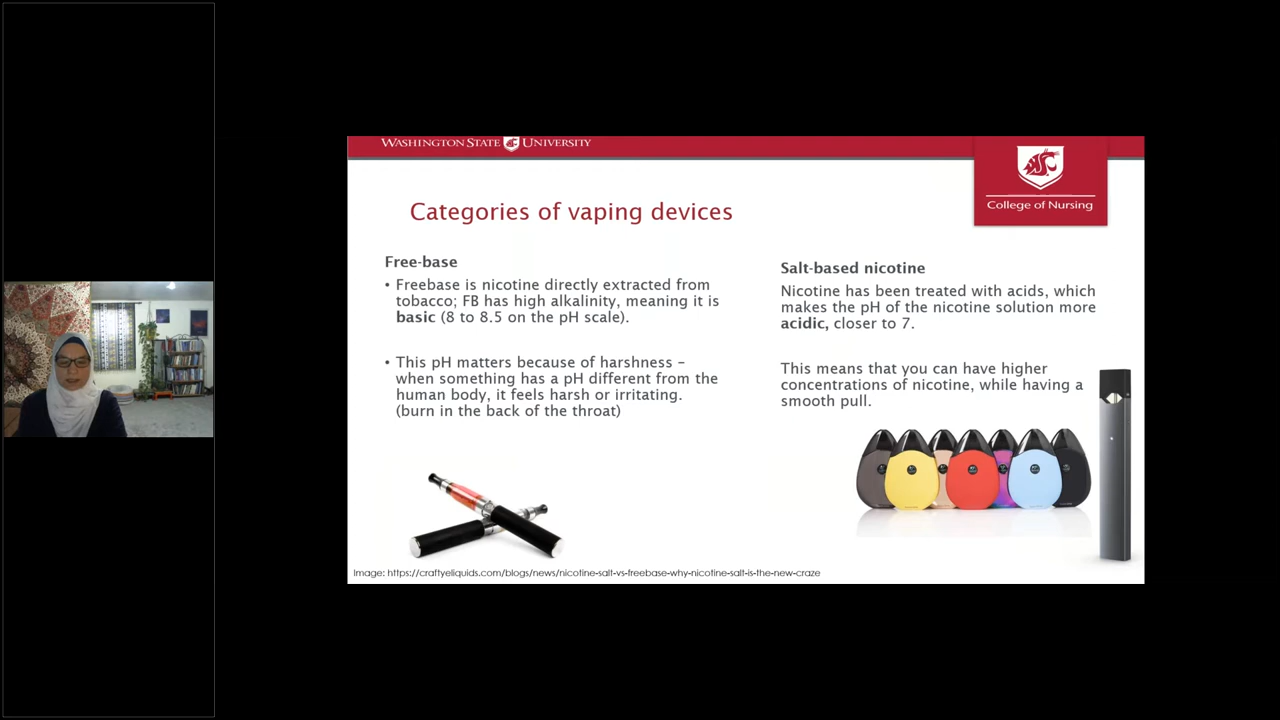 WASHINGTON STATE UNIVERSITY
College of Nursing
Categories of vaping devices
Free-base
• Freebase is nicotine directly extracted from
tobacco; FB has high alkalinity, meaning it is
basic (8 to 8.5 on the pH scale).
• This pH matters because of harshness –
when something has a pH different from the
human body, it feels harsh or irritating.
(burn in the back of the throat)
Salt-based nicotine
Nicotine has been treated with acids, which
makes the pH of the nicotine solution more
acidic, closer to 7.
This means that you can have higher
concentrations of nicotine, while having a
smooth pull.
Image: https://craftyeliquids.com/blogs/news/nicotine-salt-vs-freebase-why-nicotine-salt-is-the-new-craze